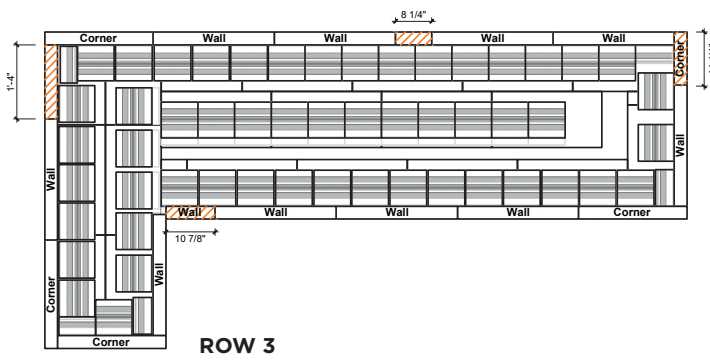 8 1/4"
Corner Wall Wall Wall Wall
Corner
1'-4"
Wall
Wall
Wall Wall Wall Wall Corner
10 7/8"
Wall
Corner
Corner
ROW 3